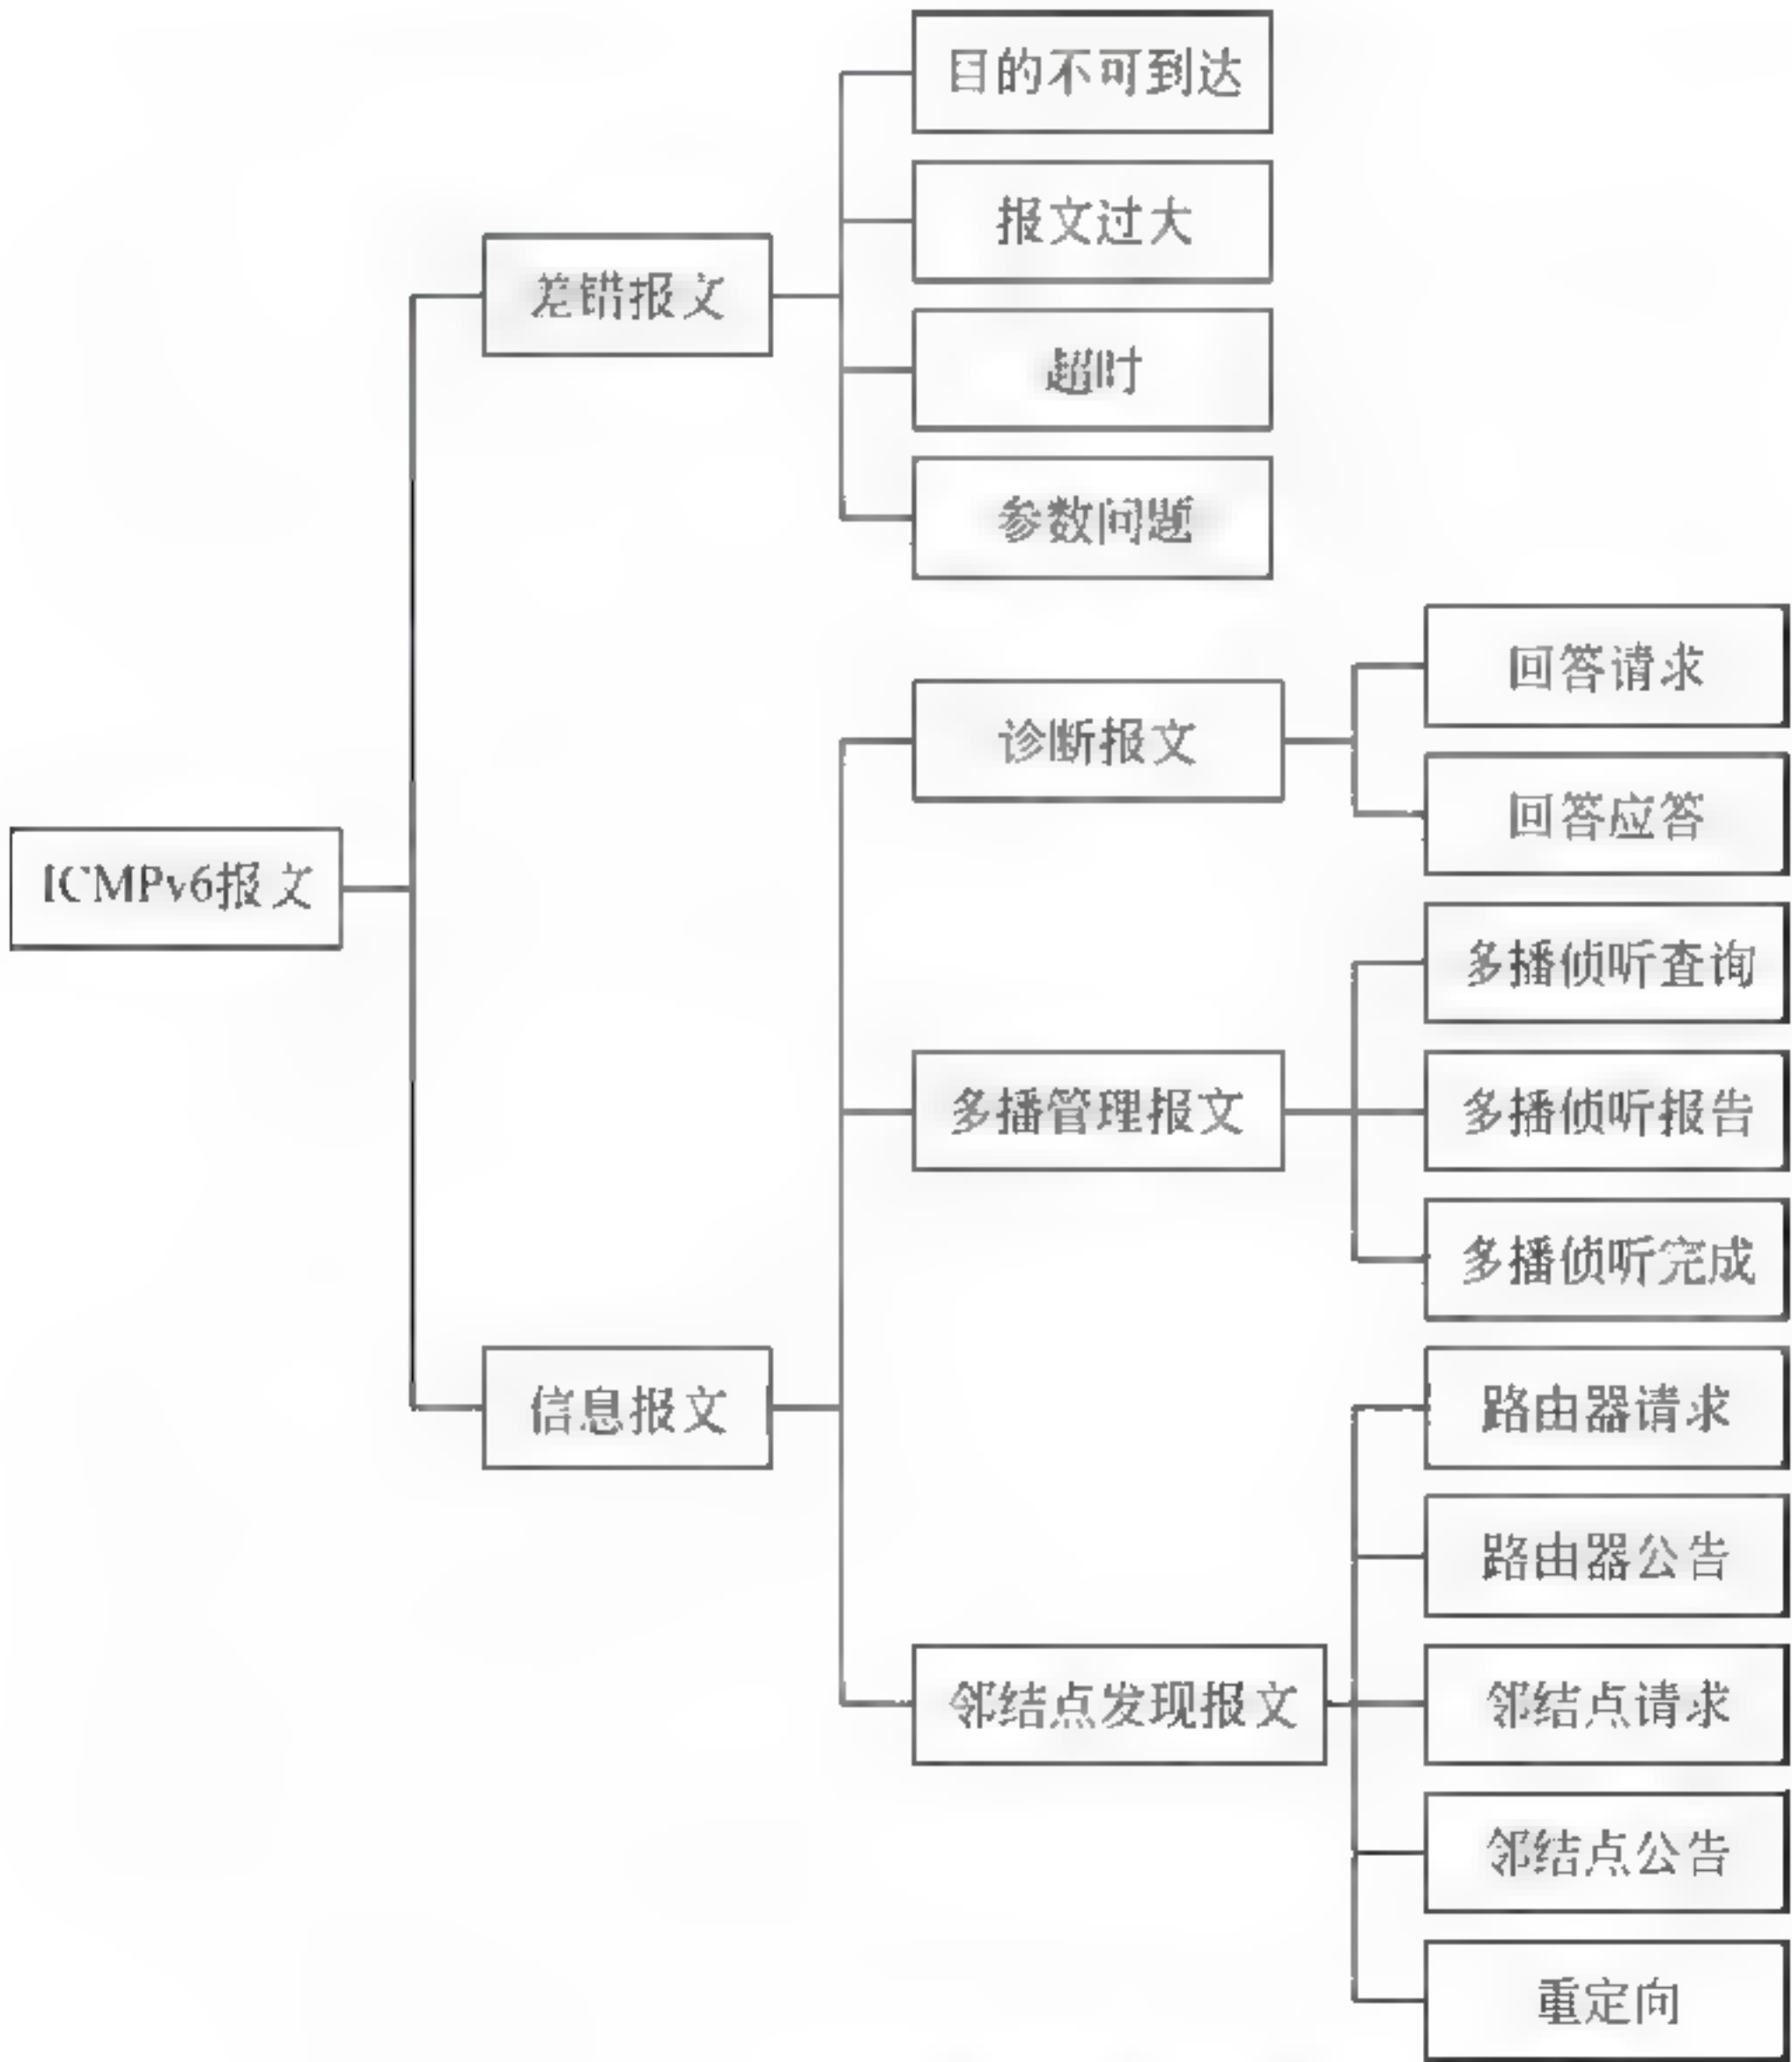 目的不可到达
报文过大
差错报文
超时
参数问题
回答请求
诊断报文
回答应答
ICMPv6报文
多播侦听查询
多播管理报文
多播侦听报告
多播侦听完成
信息报文
路由器请求
路由器公告
邻结点发现报文
邻结点请求
邻结点公告
重定向